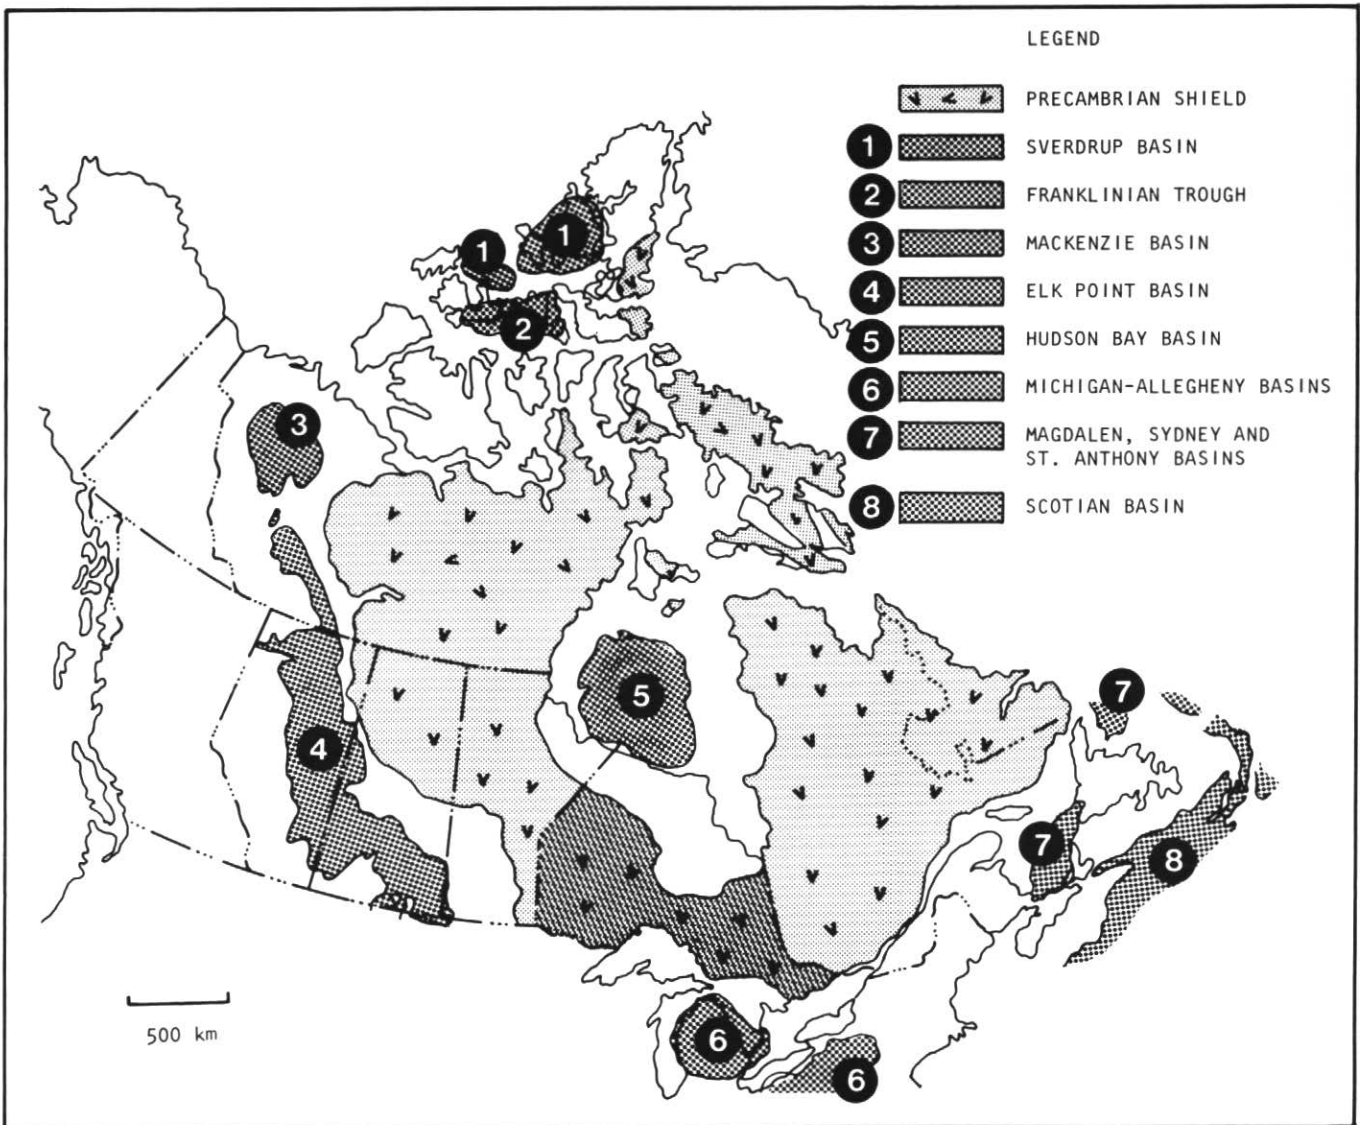 LEGEND
PRECAMBRIAN SHIELD
1 SVERDRUP BASIN
2 FRANKLINIAN TROUGH
3 MACKENZIE BASIN
4 ELK POINT BASIN
5 HUDSON BAY BASIN
6 MICHIGAN-ALLEGHENY BASINS
7 MAGDALEN, SYDNEY AND
ST. ANTHONY BASINS
8 SCOTIAN BASIN
1
1
2
3
5
7
4
7
8
500 km
6
6